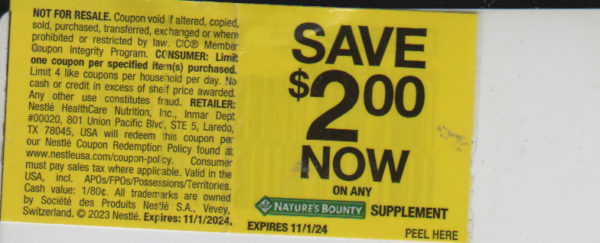 NOT FOR RESALE. Coupon void if altered, copied,
sold, purchased, transferred, exchanged or where
prohibited or restricted by law. CIC® Member
Coupon Integrity Program. CONSUMER: Limit
one coupon per specified item(s) purchased.
Limit 4 like coupons per household per day. No
cash or credit in excess of shelf price awarded.
Any other use constitutes fraud. RETAILER:
Nestlé HealthCare Nutrition, Inc., Inmar Dept
#00020, 801 Union Pacific Blvd, STE 5, Laredo,
TX 78045, USA will redeem this coupon per
our Nestlé Coupon Redemption Policy found at
www.nestleusa.com/coupon-policy. Consumer
must pay sales tax where applicable. Valid in the
USA, incl. APOs/FPOs/Possessions/Territories.
Cash value: 1/80¢. All trademarks are owned
by Société des Produits Nestlé S.A., Vevey,
Switzerland. © 2023 Nestlé. Expires: 11/1/2024.
SAVE
$2.00
NOW
ON ANY
NATURE'S BOUNTY SUPPLEMENT
EXPIRES 11/1/24
PEEL HERE